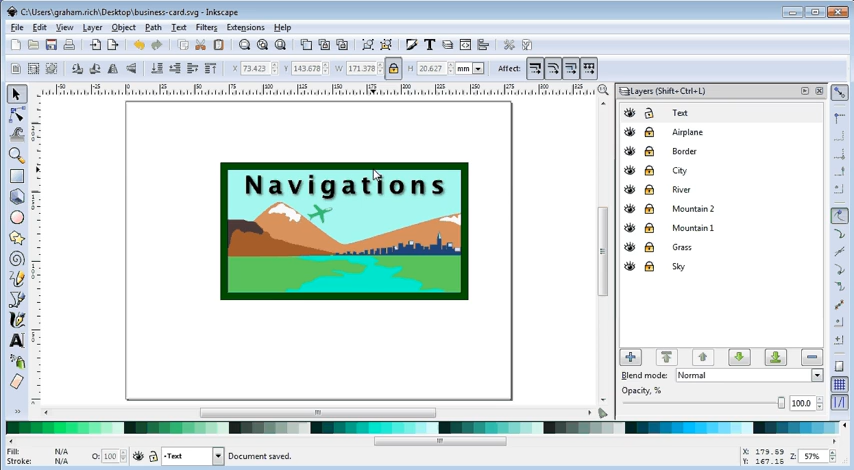 C:\Users\graham.rich\Desktop\business-card.svg - Inkscape
File Edit View Layer Object Path Text Filters Extensions Help
X 73.423 Y 143.678 W 171.378 H 20.627 mm Affect:
Layers (Shift+Ctrl+L)
Text
Airplane
Border
City
River
Mountain 2
Mountain 1
Grass
Sky
Navigations
Blend mode: Normal
Opacity, %
100.0
Fill: N/A
Stroke: N/A
O: 100
•Text
Document saved.
X: 179.59
Y: 167.15
Z: 57%